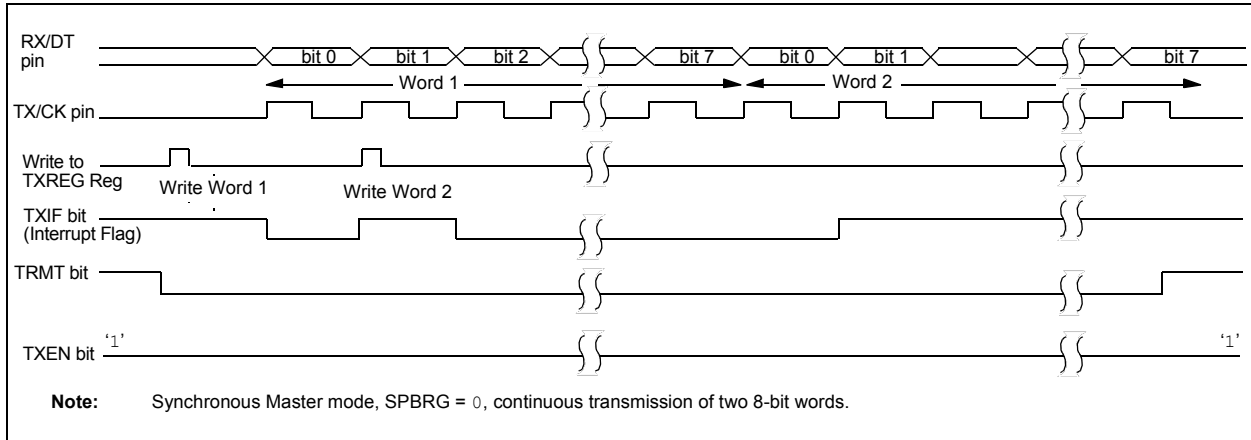 RX/DT
pin
bit 0 bit 1 bit 2 bit 7 bit 0 bit 1 bit 7
Word 1 Word 2
TX/CK pin
Write to
TXREG Reg
Write Word 1 Write Word 2
TXIF bit
(Interrupt Flag)
TRMT bit
TXEN bit ‘1’ ‘1’
Note: Synchronous Master mode, SPBRG = 0, continuous transmission of two 8-bit words.